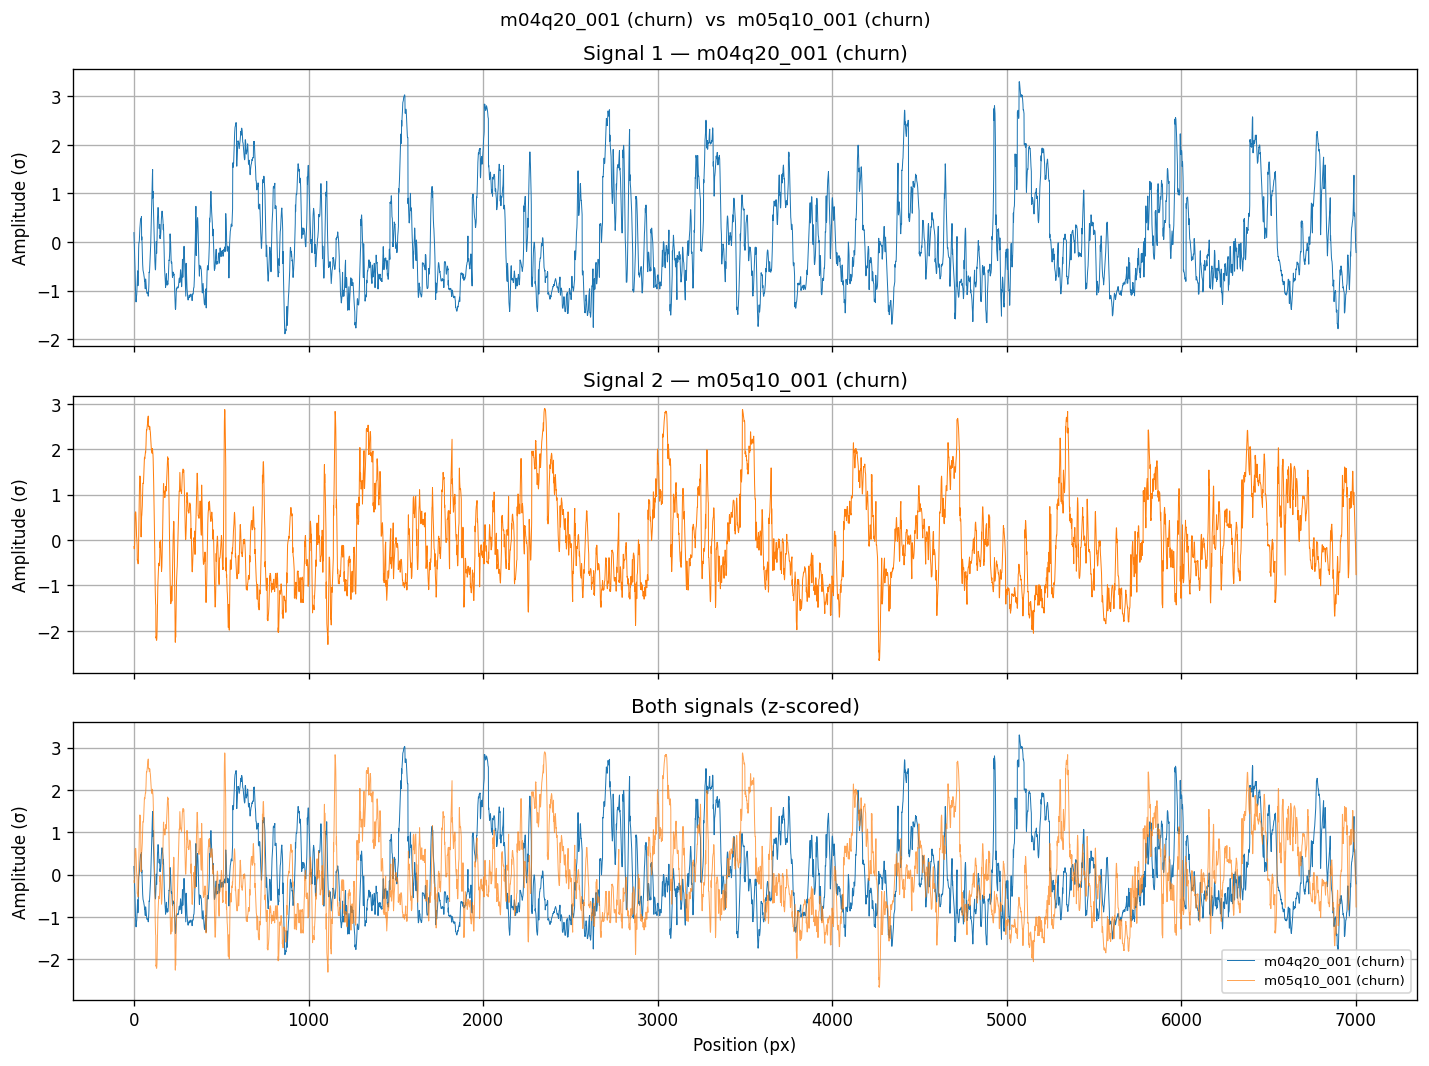 m04q20_001 (churn)  vs  m05q10_001 (churn)
Signal 1 — m04q20_001 (churn)
Amplitude (σ)
3
2
1
0
−1
−2
Signal 2 — m05q10_001 (churn)
Amplitude (σ)
3
2
1
0
−1
−2
Both signals (z-scored)
Amplitude (σ)
3
2
1
0
−1
−2
m04q20_001 (churn)
m05q10_001 (churn)
0 1000 2000 3000 4000 5000 6000 7000
Position (px)